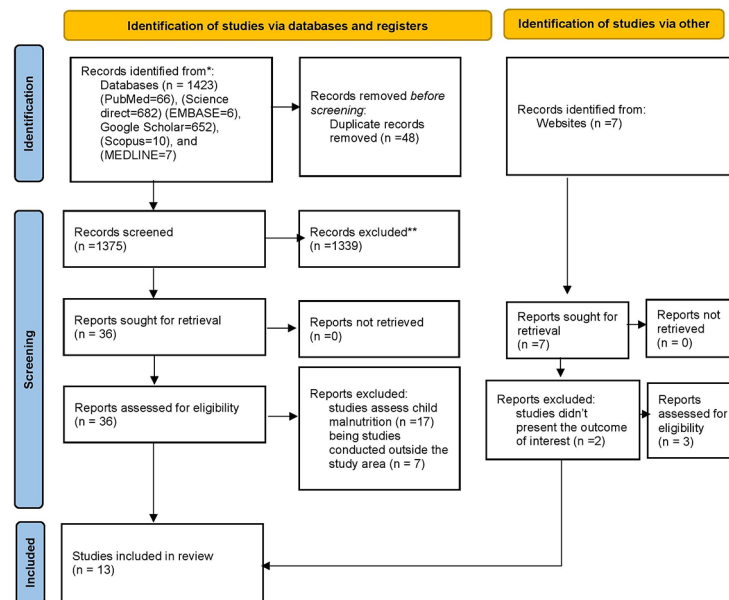 Identification of studies via databases and registers
Identification of studies via other
Identification
Records identified from*:
Databases (n = 1423)
(PubMed=66), (Science
direct=682) (EMBASE=6),
Google Scholar=652),
(Scopus=10), and
(MEDLINE=7)
Records removed before
screening:
Duplicate records
removed (n =48)
Records identified from:
Websites (n =7)
Screening
Records screened
(n =1375)
Records excluded**
(n =1339)
Reports sought for retrieval
(n = 36)
Reports not retrieved
(n =0)
Reports sought for
retrieval
(n =7)
Reports not
retrieved
(n = 0)
Reports assessed for eligibility
(n = 36)
Reports excluded:
studies assess child
malnutrition (n =17)
being studies
conducted outside the
study area (n = 7)
Reports excluded:
studies didn't
present the outcome
of interest (n =2)
Reports
assessed for
eligibility
(n = 3)
Included
Studies included in review
(n = 13)